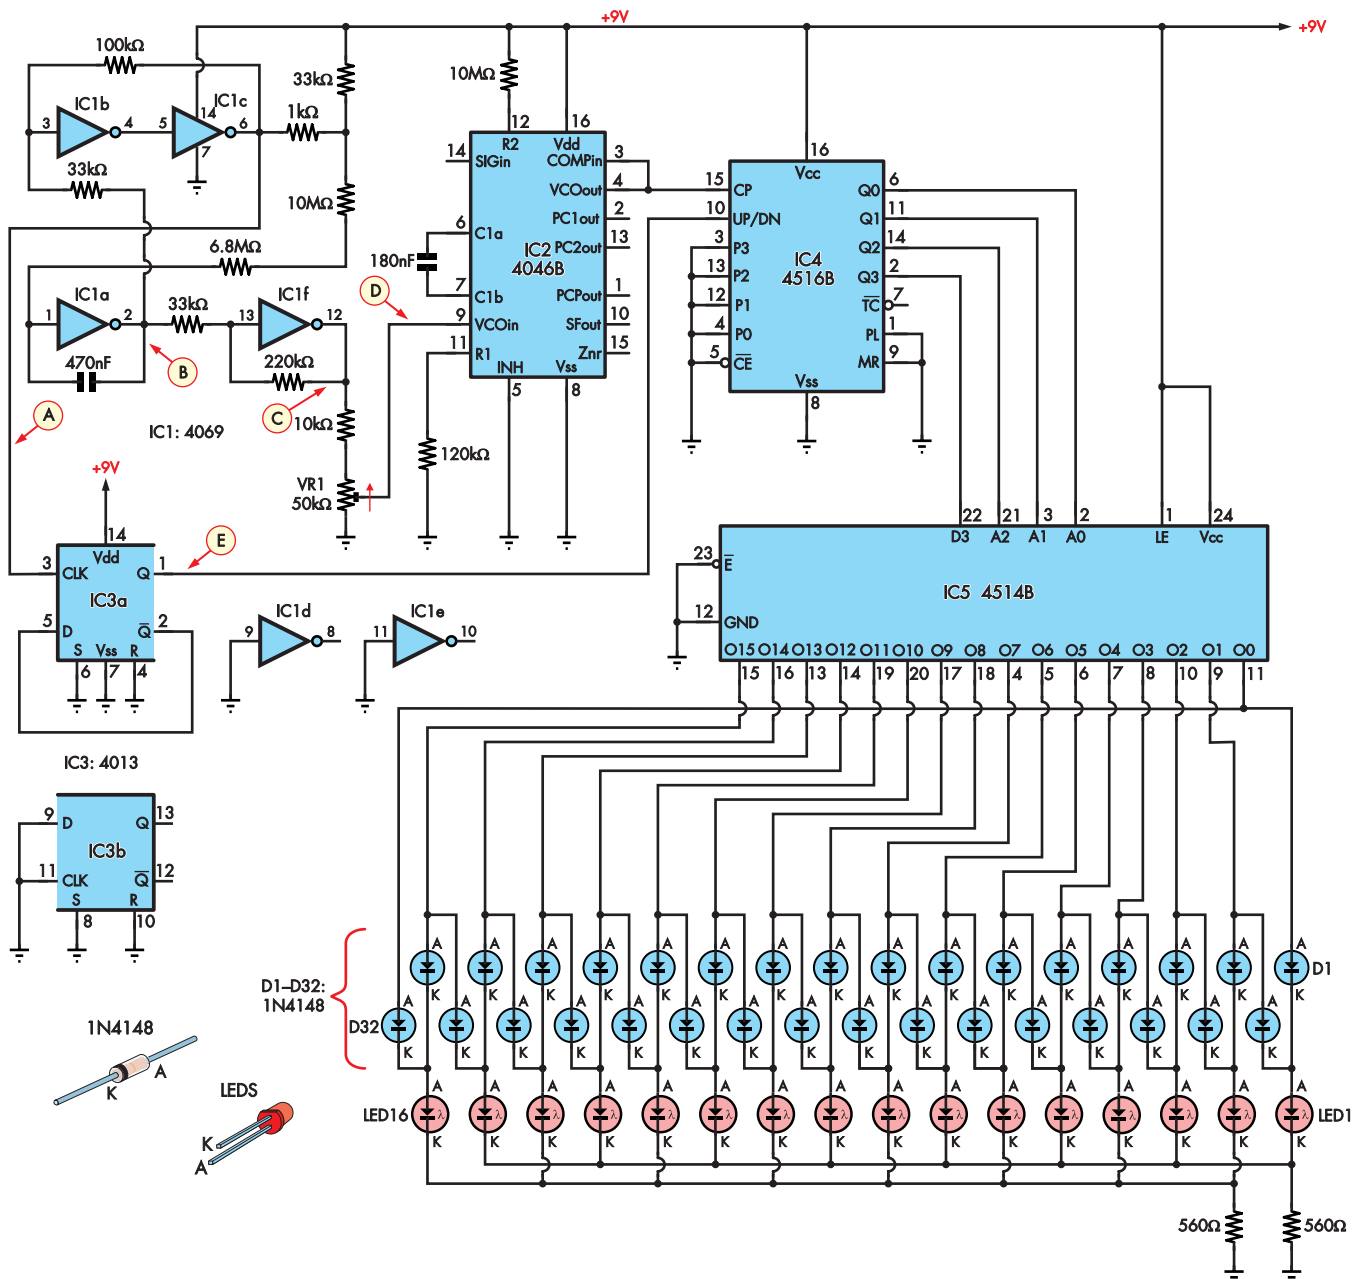 +9V
+9V
100kΩ
33kΩ
10MΩ
IC1b
IC1c
14
3
4
5
6
7
1kΩ
33kΩ
10MΩ
6.8MΩ
IC1a
1
2
33kΩ
IC1f
13
12
470nF
220kΩ
B
C
A
IC1: 4069
10kΩ
VR1
50kΩ
D
180nF
120kΩ
12
16
R2
Vdd
14
SIGin
COMPin
3
VCOout
4
PC1out
2
6
C1a
IC2
4046B
PC2out
13
7
C1b
PCPout
1
9
VCOin
SFout
10
11
R1
Znr
15
INH
Vss
5
8
16
Vcc
15
CP
Q0
6
10
UP/DN
Q1
11
3
P3
Q2
14
IC4
4516B
13
P2
Q3
2
12
P1
TC
7
4
P0
PL
1
5
CE
MR
9
Vss
8
+9V
14
Vdd
3
CLK
Q
1
IC3a
5
D
Q
2
S
Vss
R
6
7
4
E
IC3: 4013
IC1d
9
8
IC1e
11
10
22
21
3
2
1
24
D3
A2
A1
A0
LE
Vcc
23
E
IC5 4514B
12
GND
O15 O14 O13 O12 O11 O10 O9 O8 O7 O6 O5 O4 O3 O2 O1 O0
15 16 13 14 19 20 17 18 4 5 6 7 8 10 9 11
9
D
Q
13
IC3b
11
CLK
Q
12
S
R
8
10
A A A A A A A A A A A A A A A A
D1–D32:
1N4148
D1
K K K K K K K K K K K K K K K K
A A A A A A A A A A A A A A A A
D32
K K K K K K K K K K K K K K K K
1N4148
K
A
LEDS
K
A
A A A A A A A A A A A A A A A A
LED16
λ λ λ λ λ λ λ λ λ λ λ λ λ λ λ λ
LED1
K K K K K K K K K K K K K K K K
560Ω
560Ω